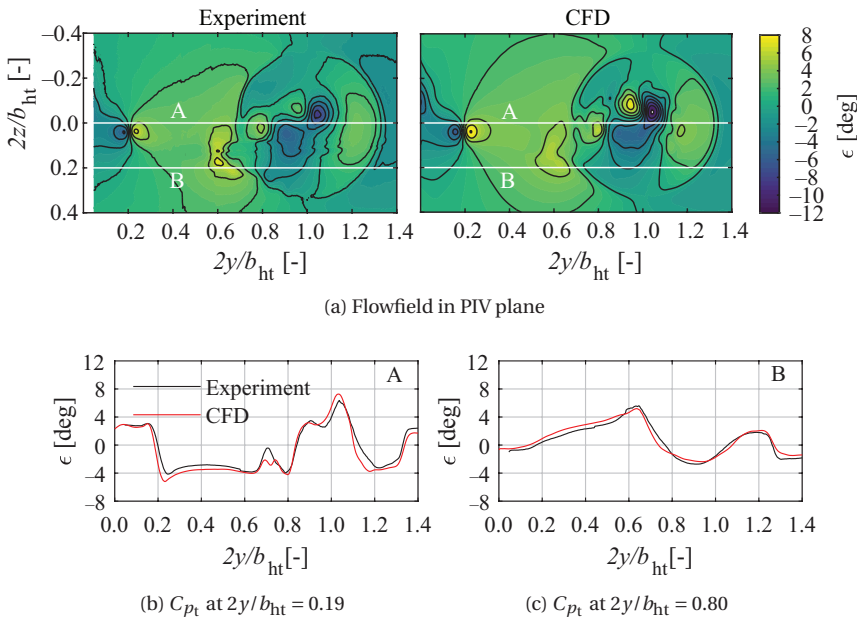 Experiment CFD
−0.4
−0.2
0.0
0.2
0.4
2z/b_ht [-]
A
B
A
B
0.2 0.4 0.6 0.8 1.0 1.2 1.4
0.2 0.4 0.6 0.8 1.0 1.2 1.4
2y/b_ht [-]
2y/b_ht [-]
8
6
4
2
0
−2
−4
−6
−8
−10
−12
ϵ [deg]
(a) Flowfield in PIV plane
12
8
4
0
−4
−8
ϵ [deg]
Experiment
CFD
A
0.0 0.2 0.4 0.6 0.8 1.0 1.2 1.4
2y/b_ht[-]
(b) C_pt at 2y/b_ht = 0.19
12
8
4
0
−4
−8
ϵ [deg]
B
0.0 0.2 0.4 0.6 0.8 1.0 1.2 1.4
2y/b_ht[-]
(c) C_pt at 2y/b_ht = 0.80